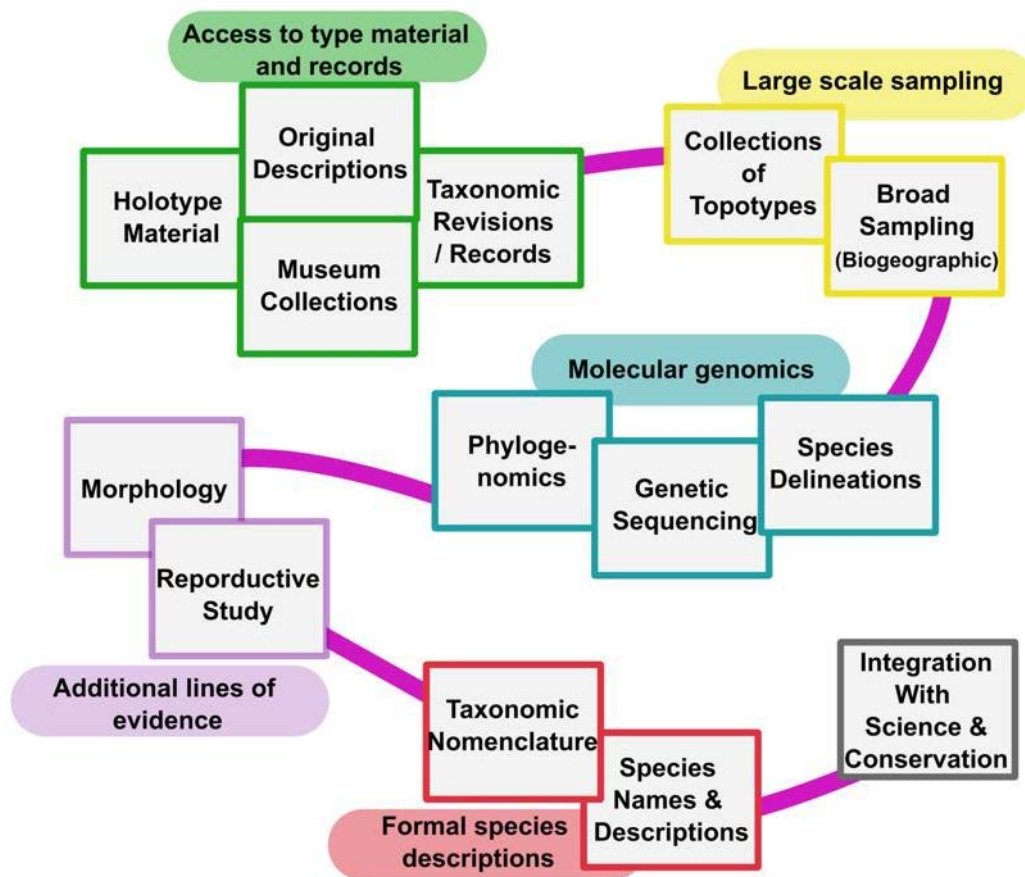 Access to type material
and records
Original
Descriptions
Holotype
Material
Taxonomic
Revisions
/ Records
Museum
Collections
Large scale sampling
Collections
of
Topotypes
Broad
Sampling
(Biogeographic)
Molecular genomics
Species
Delineations
Genetic
Sequencing
Phyloge-
nomics
Morphology
Reporductive
Study
Additional lines of
evidence
Taxonomic
Nomenclature
Species
Names &
Descriptions
Formal species
descriptions
Integration
With
Science &
Conservation